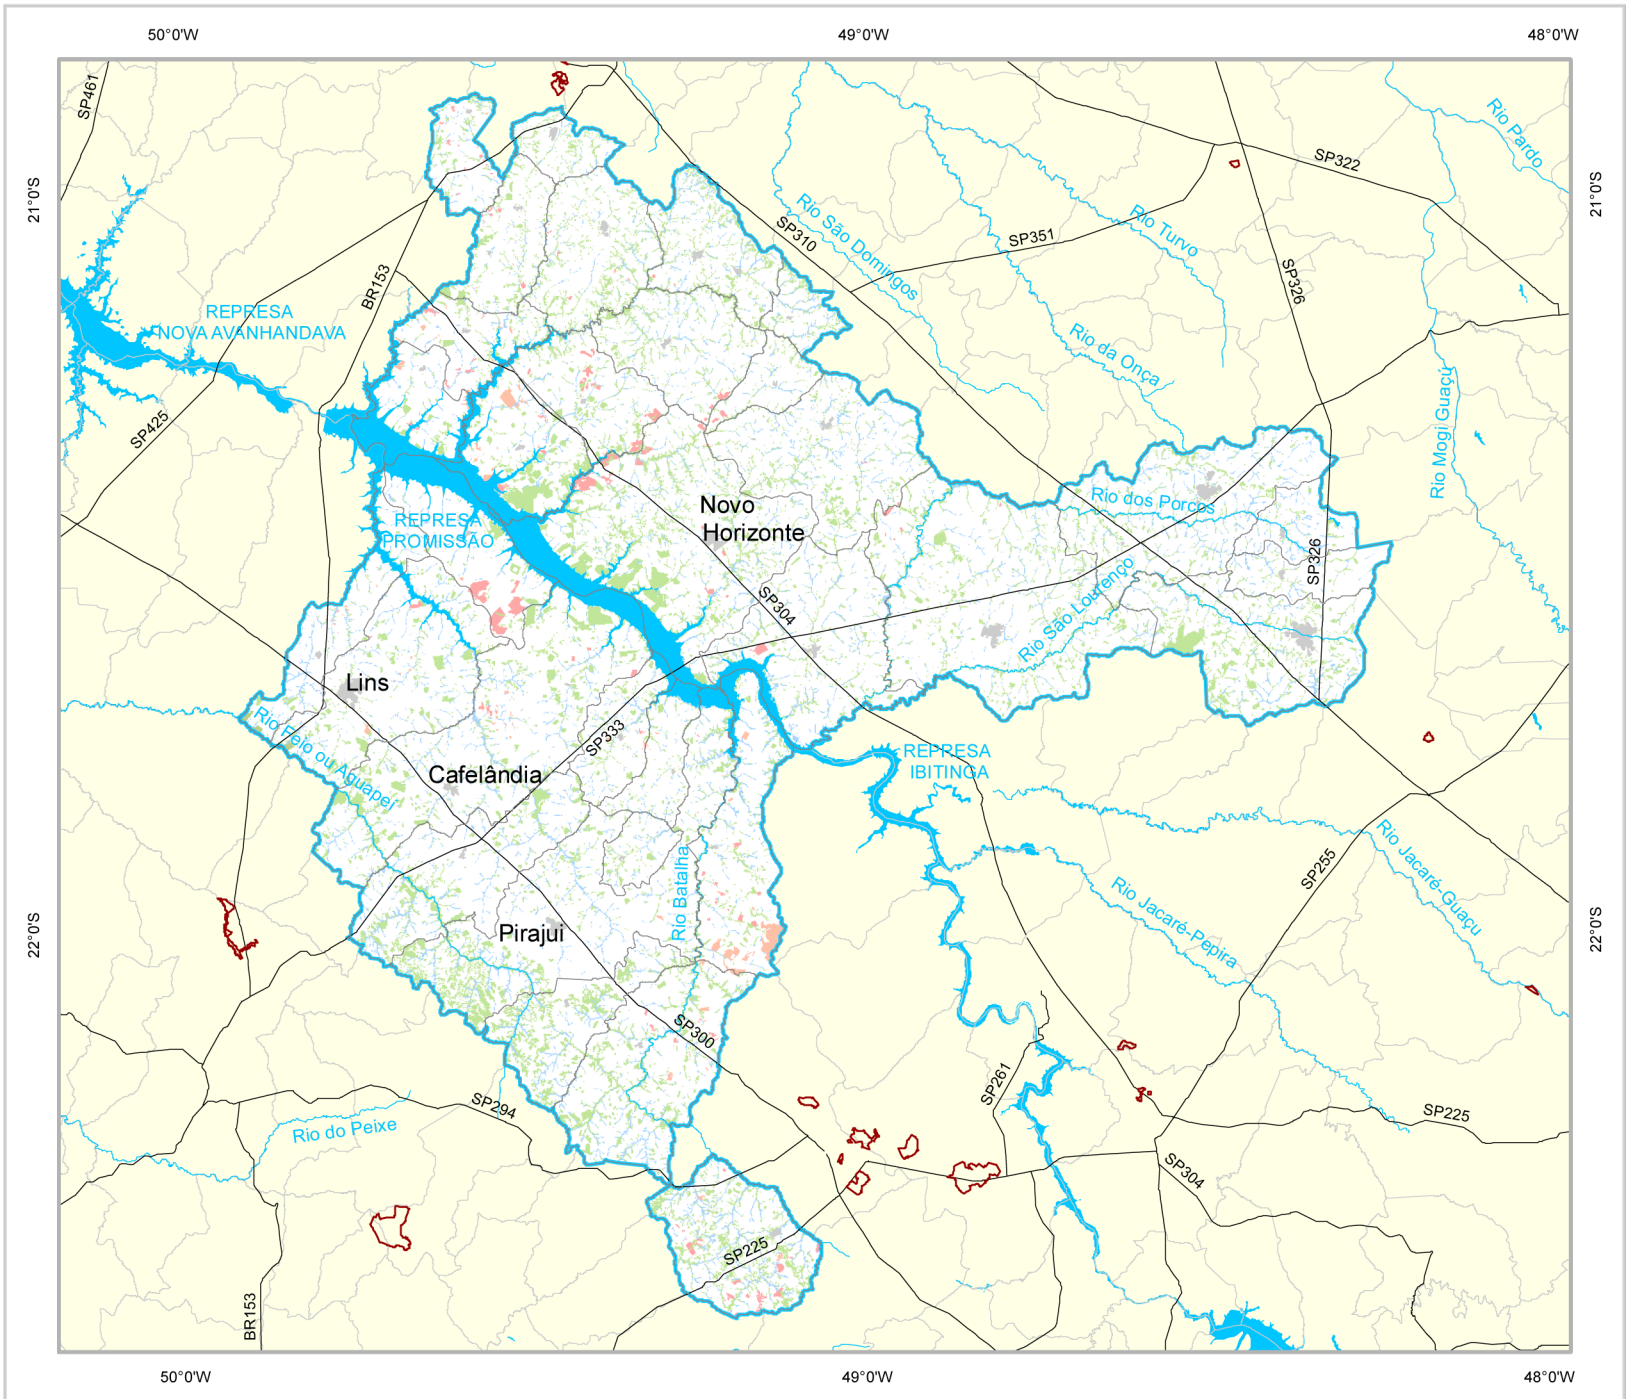 50°0'W
49°0'W
48°0'W
SP461
Rio Pardo
SP322
21°0'S
21°0'S
Rio São Domingos
SP310
SP351
Rio Turvo
SP326
BR153
REPRESA
NOVA AVANHANDAVA
Rio da Onça
SP425
Rio Mogi Guaçú
Novo
Horizonte
Rio dos Porcos
REPRESA
PROMISSÃO
SP326
SP304
Rio São Lourenço
Lins
Rio Feio ou Aguapeí
SP333
REPRESA
IBITINGA
Cafelândia
Rio Batalha
SP255
Rio Jacaré-Guaçu
Rio Jacaré-Pepira
22°0'S
22°0'S
Pirajui
SP300
SP261
SP294
SP225
Rio do Peixe
SP304
SP225
BR153
50°0'W
49°0'W
48°0'W